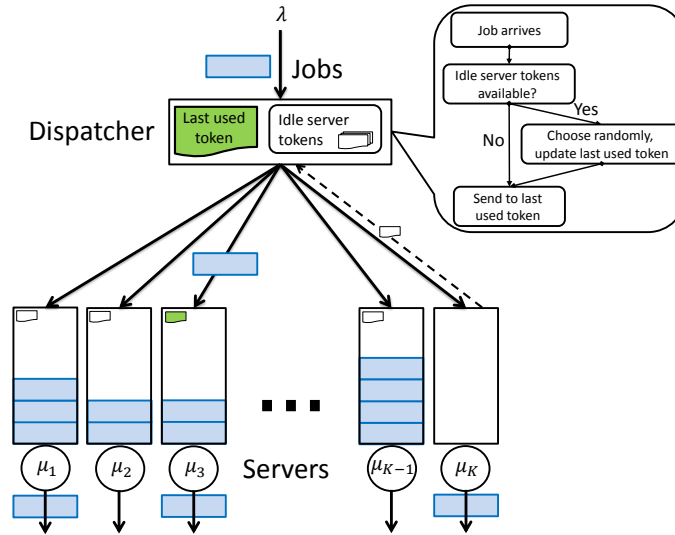 λ
Jobs
Dispatcher
Last used
token
Idle server
tokens
Job arrives
Idle server tokens
available?
Yes
No
Choose randomly,
update last used token
Send to last
used token
μ1
μ2
μ3
Servers
μK−1
μK